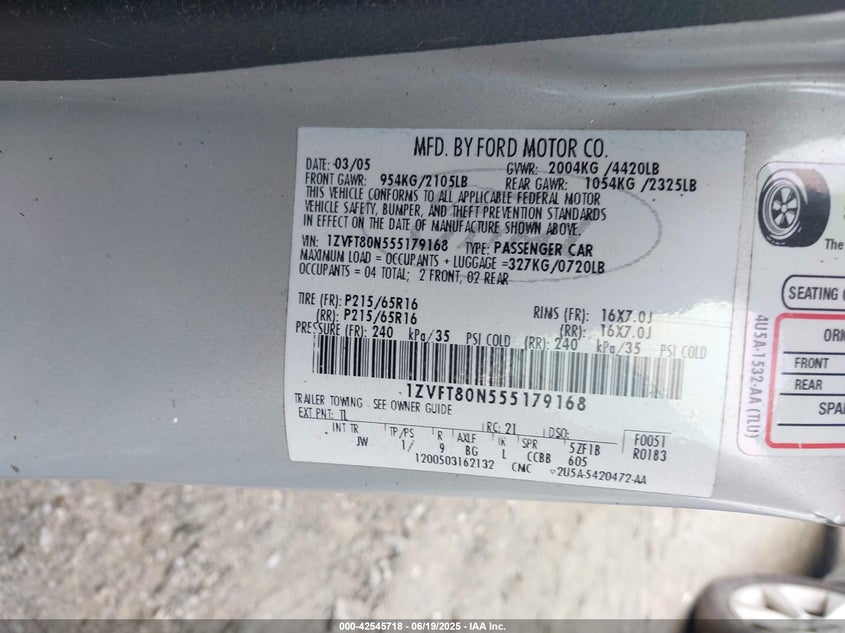 MFD. BY FORD MOTOR CO.
DATE: 03/05 GVWR: 2004KG /4420LB
FRONT GAWR: 954KG/2105LB REAR GAWR: 1054KG /2325LB
THIS VEHICLE CONFORMS TO ALL APPLICABLE FEDERAL MOTOR
VEHICLE SAFETY, BUMPER, AND THEFT PREVENTION STANDARDS
IN EFFECT ON THE DATE OF MANUFACTURE SHOWN ABOVE.
VIN: 1ZVFT80N555179168 TYPE: PASSENGER CAR
MAXIMUM LOAD = OCCUPANTS + LUGGAGE =327KG/0720LB
OCCUPANTS = 04 TOTAL; 2 FRONT, 02 REAR
TIRE (FR): P215/65R16 RIMS (FR): 16X7.0J
(RR): P215/65R16 (RR): 16X7.0J
PRESSURE (FR): 240 kPa/35 PSI COLD (RR): 240 kPa/35 PSI COLD
1ZVFT80N555179168
TRAILER TOWING - SEE OWNER GUIDE
EXT PNT: TL RC: 21 DSO: F0051
INT TR TP/PS R AXLE IR SPR 5ZF1B R0183
JW 1/ 9 BG L CCBB 605
1200503162132 CMC 2U5A-5420472-AA
The
SEATING
FRONT
REAR
SPA
4U5A-1532-AA (TLU)
000-42545718 - 06/19/2025 - IAA Inc.